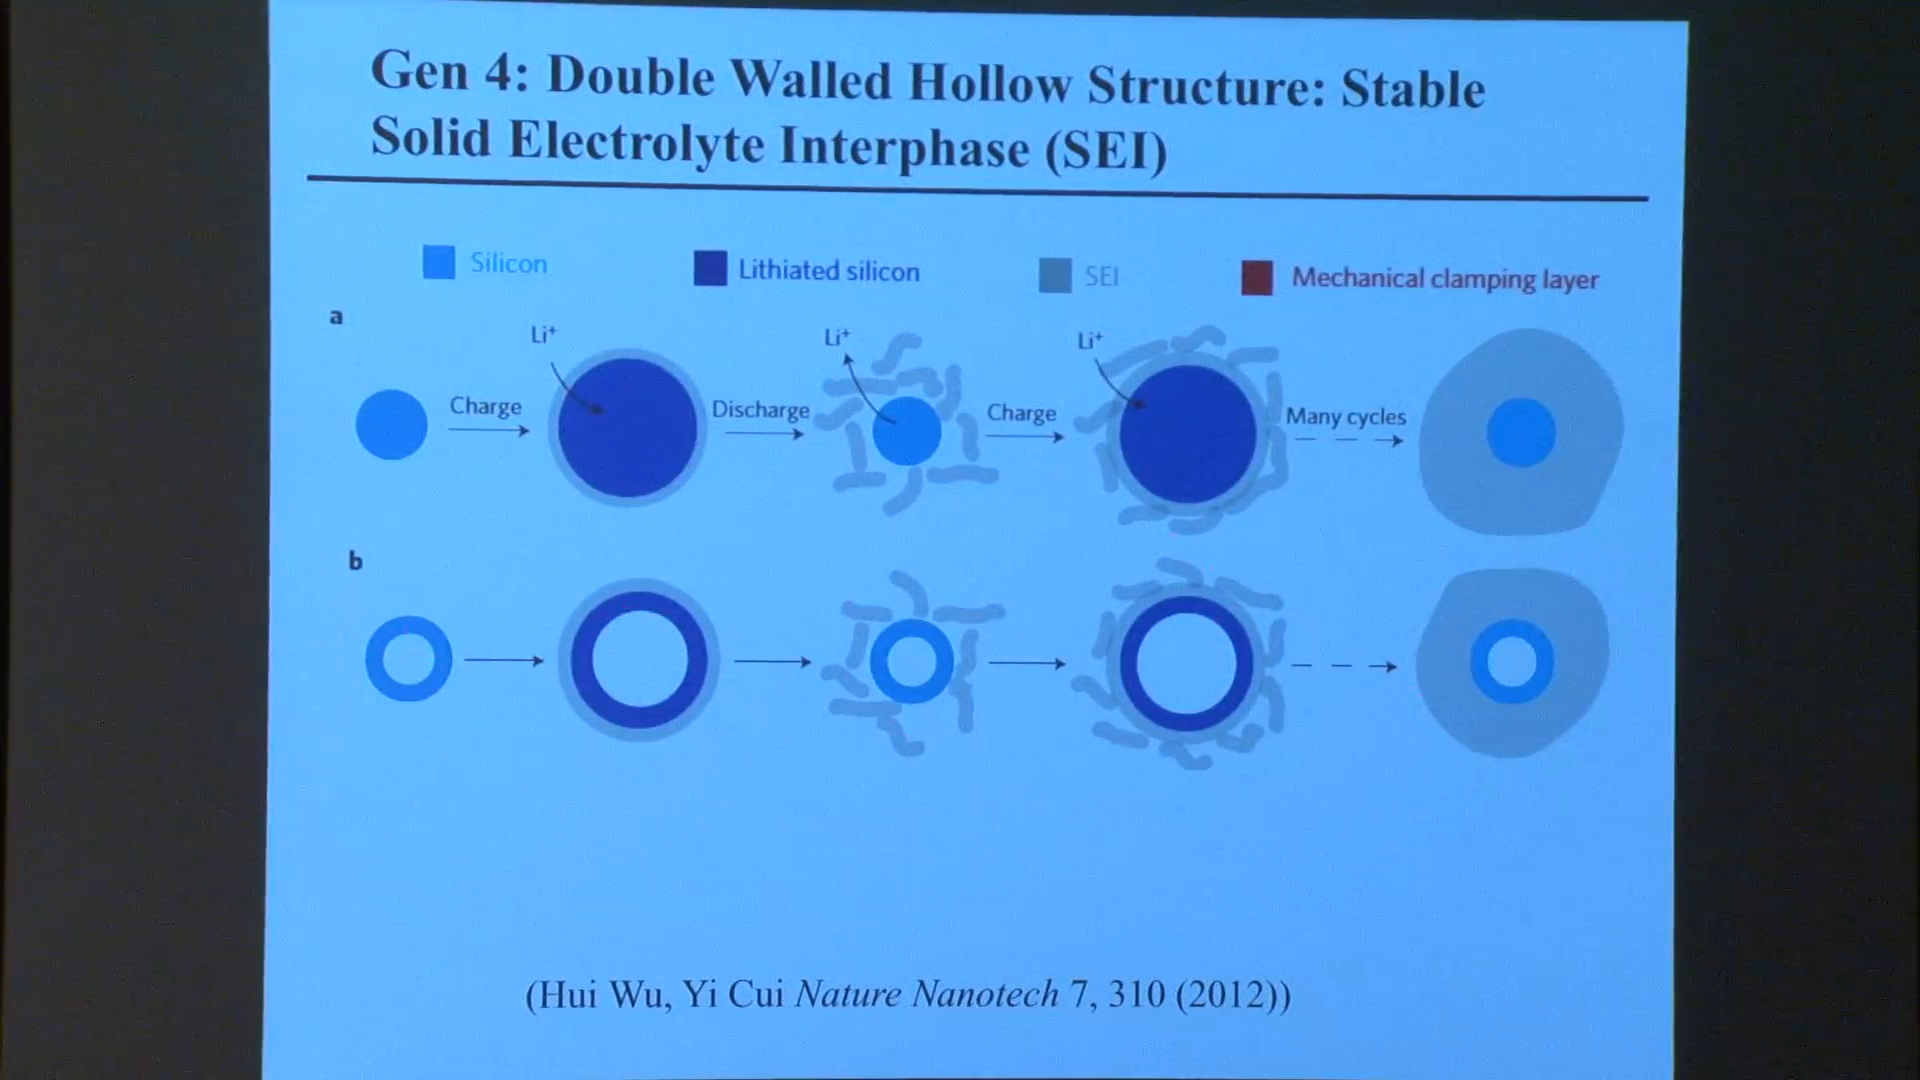 Gen 4: Double Walled Hollow Structure: Stable
Solid Electrolyte Interphase (SEI)
Silicon
Lithiated silicon
SEI
Mechanical clamping layer
a
Li⁺
Li⁺
Li⁺
Charge
Discharge
Charge
Many cycles
b
(Hui Wu, Yi Cui Nature Nanotech 7, 310 (2012))